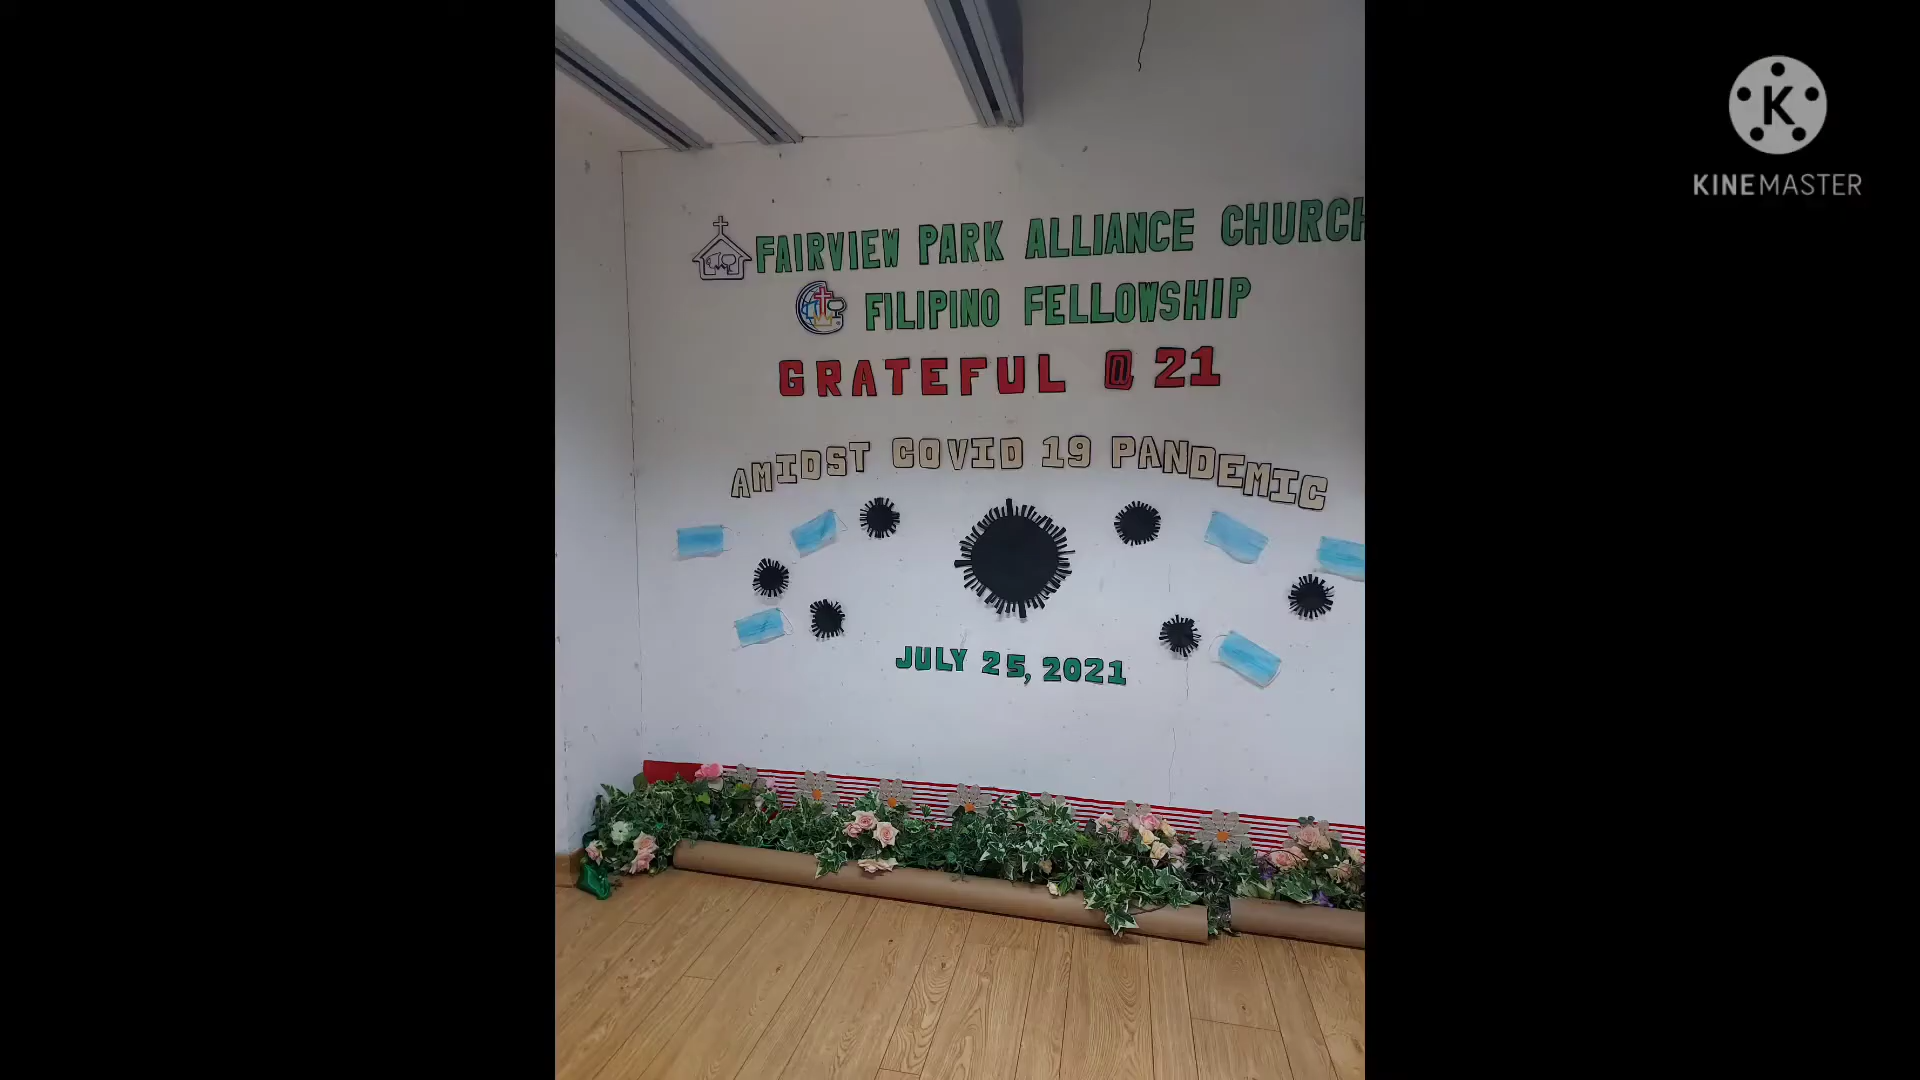 FAIRVIEW PARK ALLIANCE CHURCH
FILIPINO FELLOWSHIP
GRATEFUL @ 21
AMIDST COVID 19 PANDEMIC
JULY 25, 2021
K
KINEMASTER